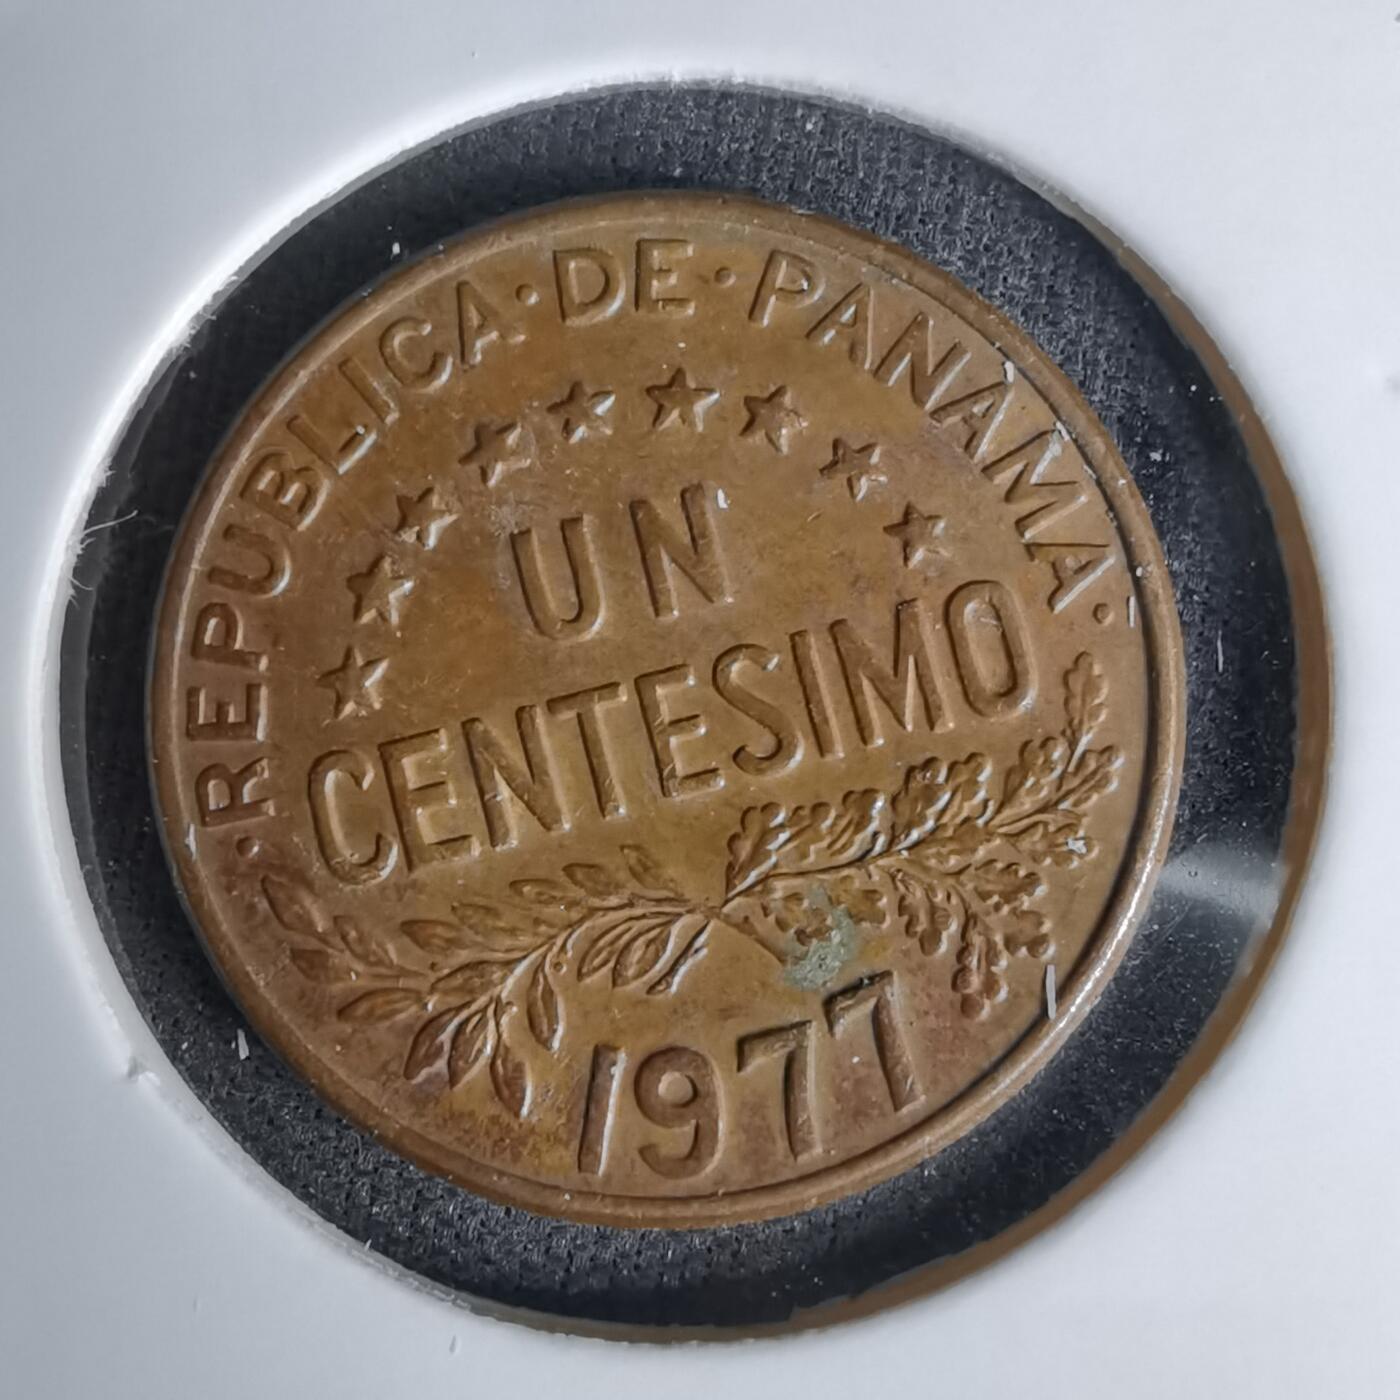 ·REPUBLICA·DE·PANAMA·
UN
CENTESIMO
1977